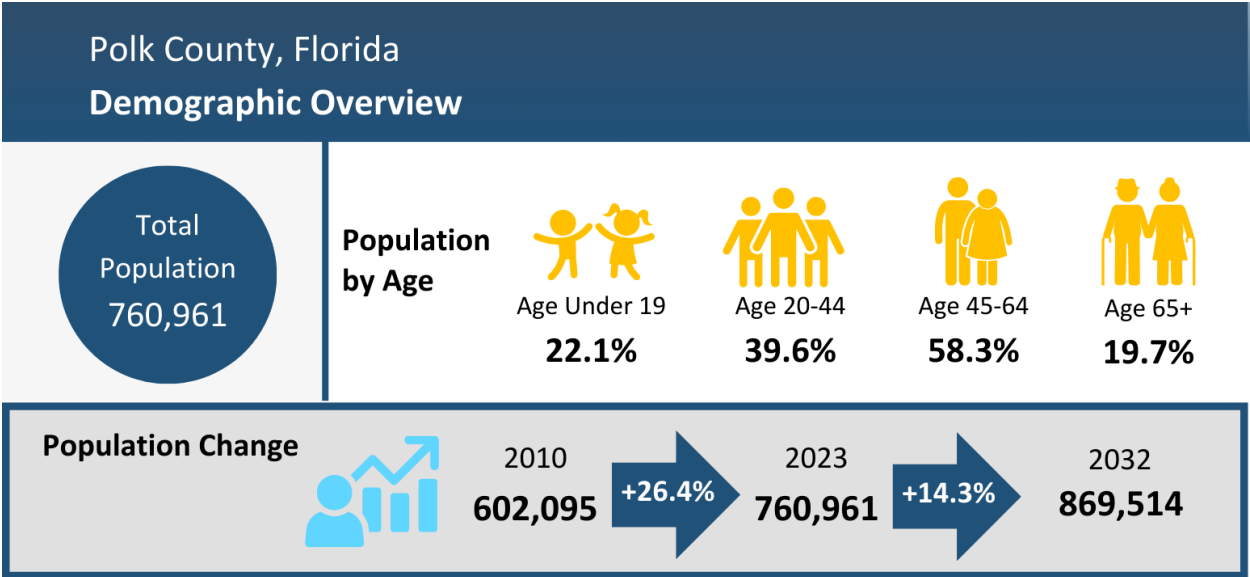 Polk County, Florida
Demographic Overview
Total
Population
760,961
Population
by Age
Age Under 19
22.1%
Age 20-44
39.6%
Age 45-64
58.3%
Age 65+
19.7%
Population Change
2010
602,095
+26.4%
2023
760,961
+14.3%
2032
869,514